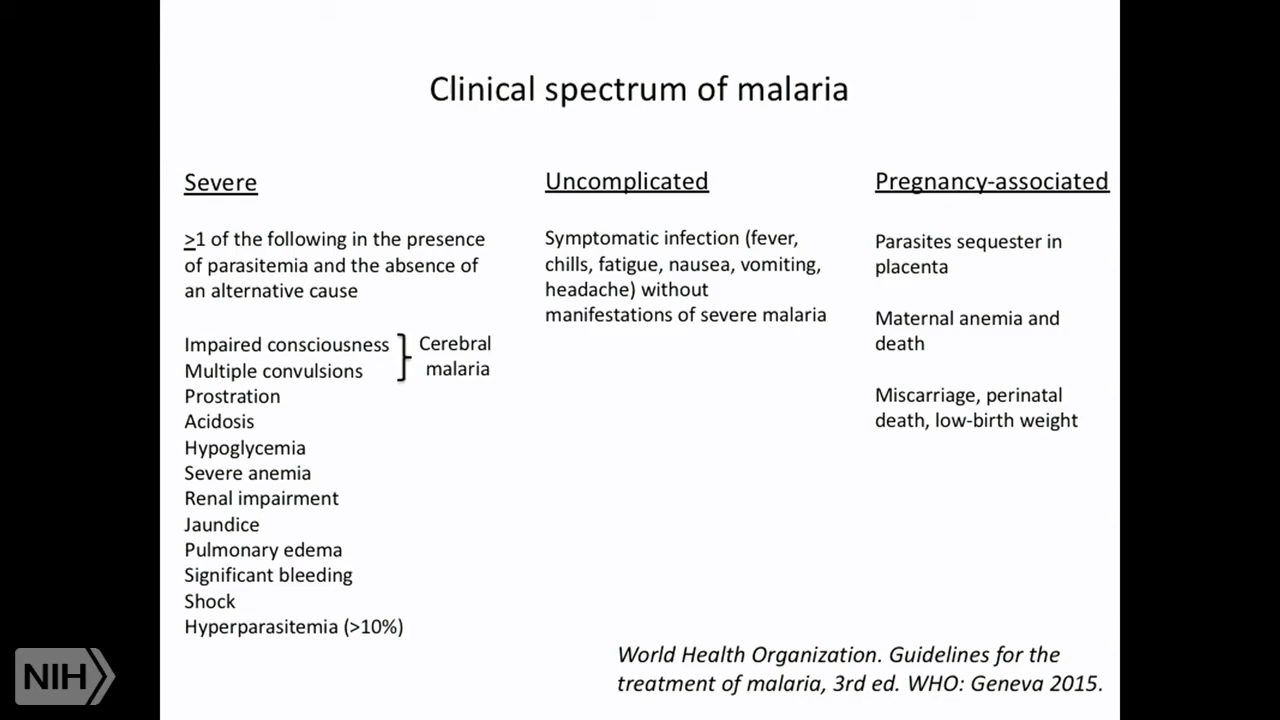 Clinical spectrum of malaria
Severe
>1 of the following in the presence
of parasitemia and the absence of
an alternative cause
Impaired consciousness
Multiple convulsions
Cerebral
malaria
Prostration
Acidosis
Hypoglycemia
Severe anemia
Renal impairment
Jaundice
Pulmonary edema
Significant bleeding
Shock
Hyperparasitemia (>10%)
Uncomplicated
Symptomatic infection (fever,
chills, fatigue, nausea, vomiting,
headache) without
manifestations of severe malaria
Pregnancy-associated
Parasites sequester in
placenta
Maternal anemia and
death
Miscarriage, perinatal
death, low-birth weight
World Health Organization. Guidelines for the
treatment of malaria, 3rd ed. WHO: Geneva 2015.
NIH